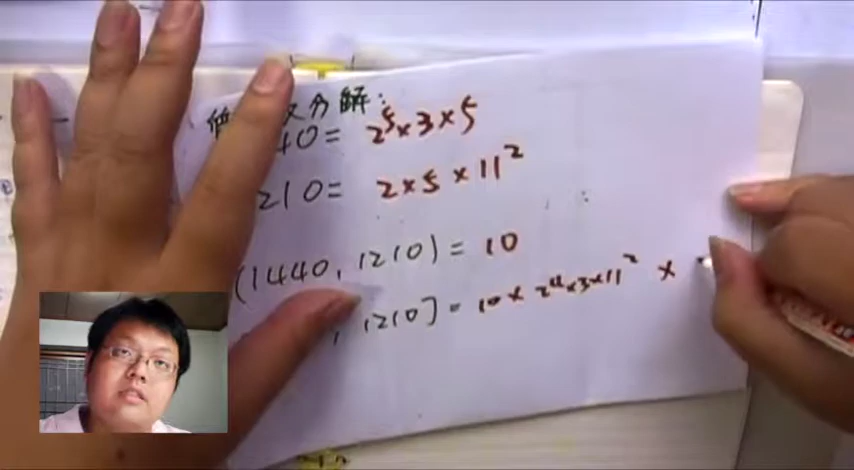 分解:
40= 2⁵×3×5
210= 2×5×11²
(1440, 1210) = 10
, 1210] = 10×2⁴×3×11² ×